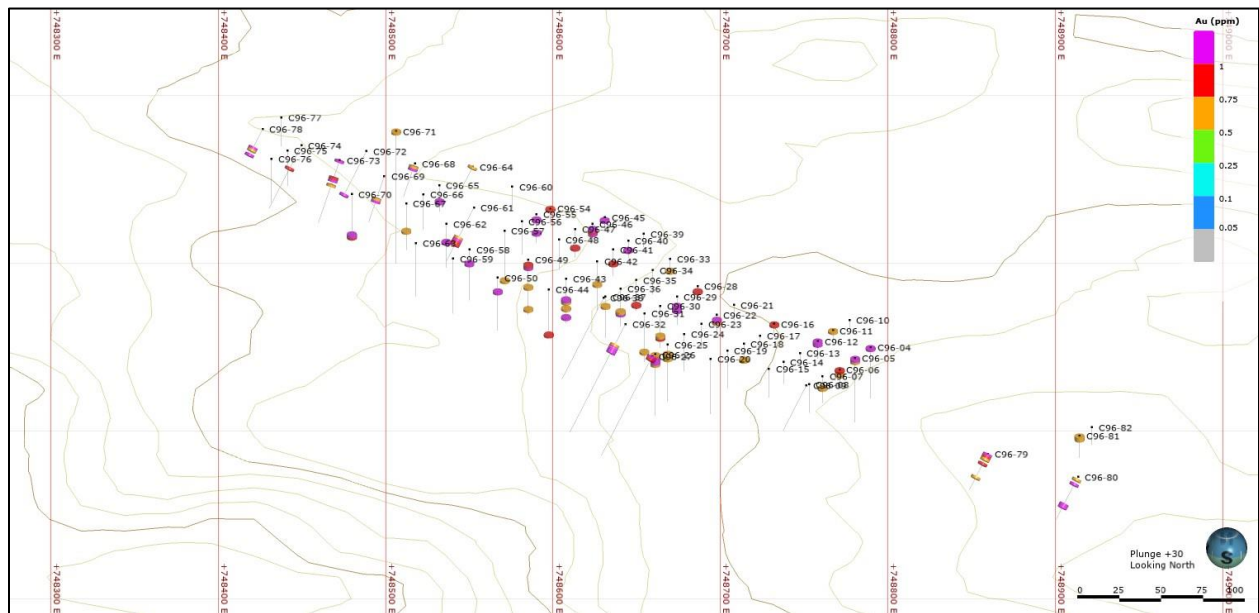 +748300 E
+748400 E
+748500 E
+748600 E
+748700 E
+748800 E
+748900 E
Au (ppm)
1
0.75
0.5
0.25
0.1
0.05
C96-77
C96-78
C96-71
C96-74
C96-75
C96-72
C96-76
C96-73
C96-68
C96-64
C96-69
C96-65
C96-60
C96-70
C96-66
C96-67
C96-61
C96-54
C96-55
C96-45
C96-62
C96-56
C96-46
C96-57
C96-47
C96-39
C96-48
C96-40
C96-58
C96-41
C96-59
C96-49
C96-42
C96-33
C96-34
C96-50
C96-43
C96-35
C96-44
C96-36
C96-28
C96-29
C96-30
C96-21
C96-31
C96-22
C96-32
C96-23
C96-16
C96-10
C96-24
C96-17
C96-11
C96-25
C96-18
C96-12
C96-26
C96-19
C96-13
C96-04
C96-20
C96-14
C96-05
C96-15
C96-06
C96-07
C96-82
C96-81
C96-79
C96-80
Plunge +30
Looking North
S
0 25 50 75 100
+748300 E
+748400 E
+748500 E
+748600 E
+748700 E
+748800 E
+748900 E